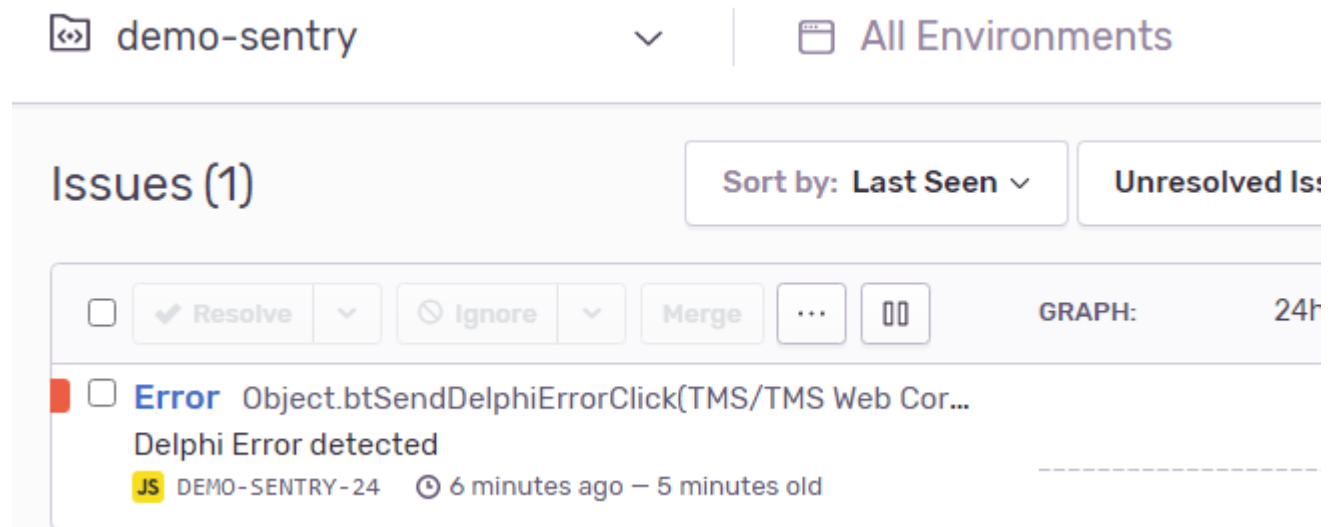 demo-sentry All Environments
Issues (1) Sort by: Last Seen Unresolved
Resolve Ignore Merge ... GRAPH: 24h
Error Object.btSendDelphiErrorClick(TMS/TMS Web Cor...
Delphi Error detected
JS DEMO-SENTRY-24 6 minutes ago — 5 minutes old